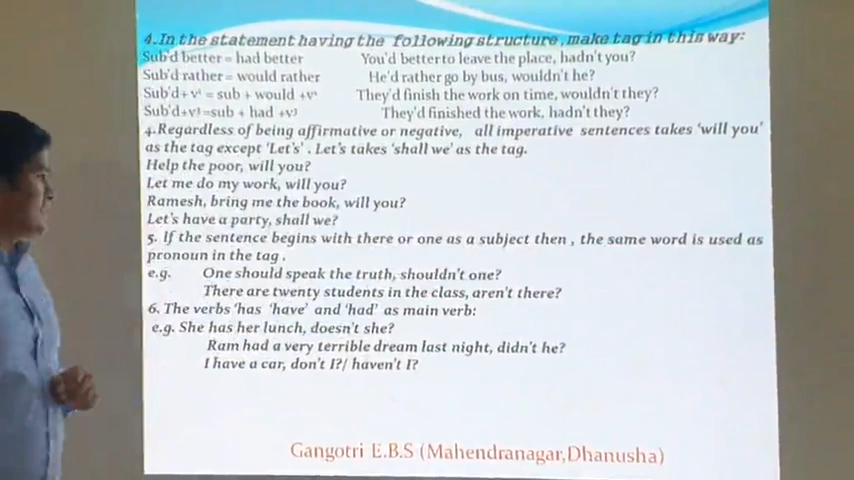 4.In the statement having the following structure, make tag in this way:
Sub'd better = had better You'd better to leave the place, hadn't you?
Sub'd rather = would rather He'd rather go by bus, wouldn't he?
Sub'd+ v¹ = sub + would +v¹ They'd finish the work on time, wouldn't they?
Sub'd+v³ =sub + had +v³ They'd finished the work, hadn't they?
4.Regardless of being affirmative or negative, all imperative sentences takes 'will you'
as the tag except 'Let's' . Let's takes 'shall we' as the tag.
Help the poor, will you?
Let me do my work, will you?
Ramesh, bring me the book, will you?
Let's have a party, shall we?
5. If the sentence begins with there or one as a subject then , the same word is used as
pronoun in the tag .
e.g. One should speak the truth, shouldn't one?
There are twenty students in the class, aren't there?
6. The verbs 'has 'have' and 'had' as main verb:
e.g. She has her lunch, doesn't she?
Ram had a very terrible dream last night, didn't he?
I have a car, don't I?/ haven't I?
Gangotri E.B.S (Mahendranagar,Dhanusha)